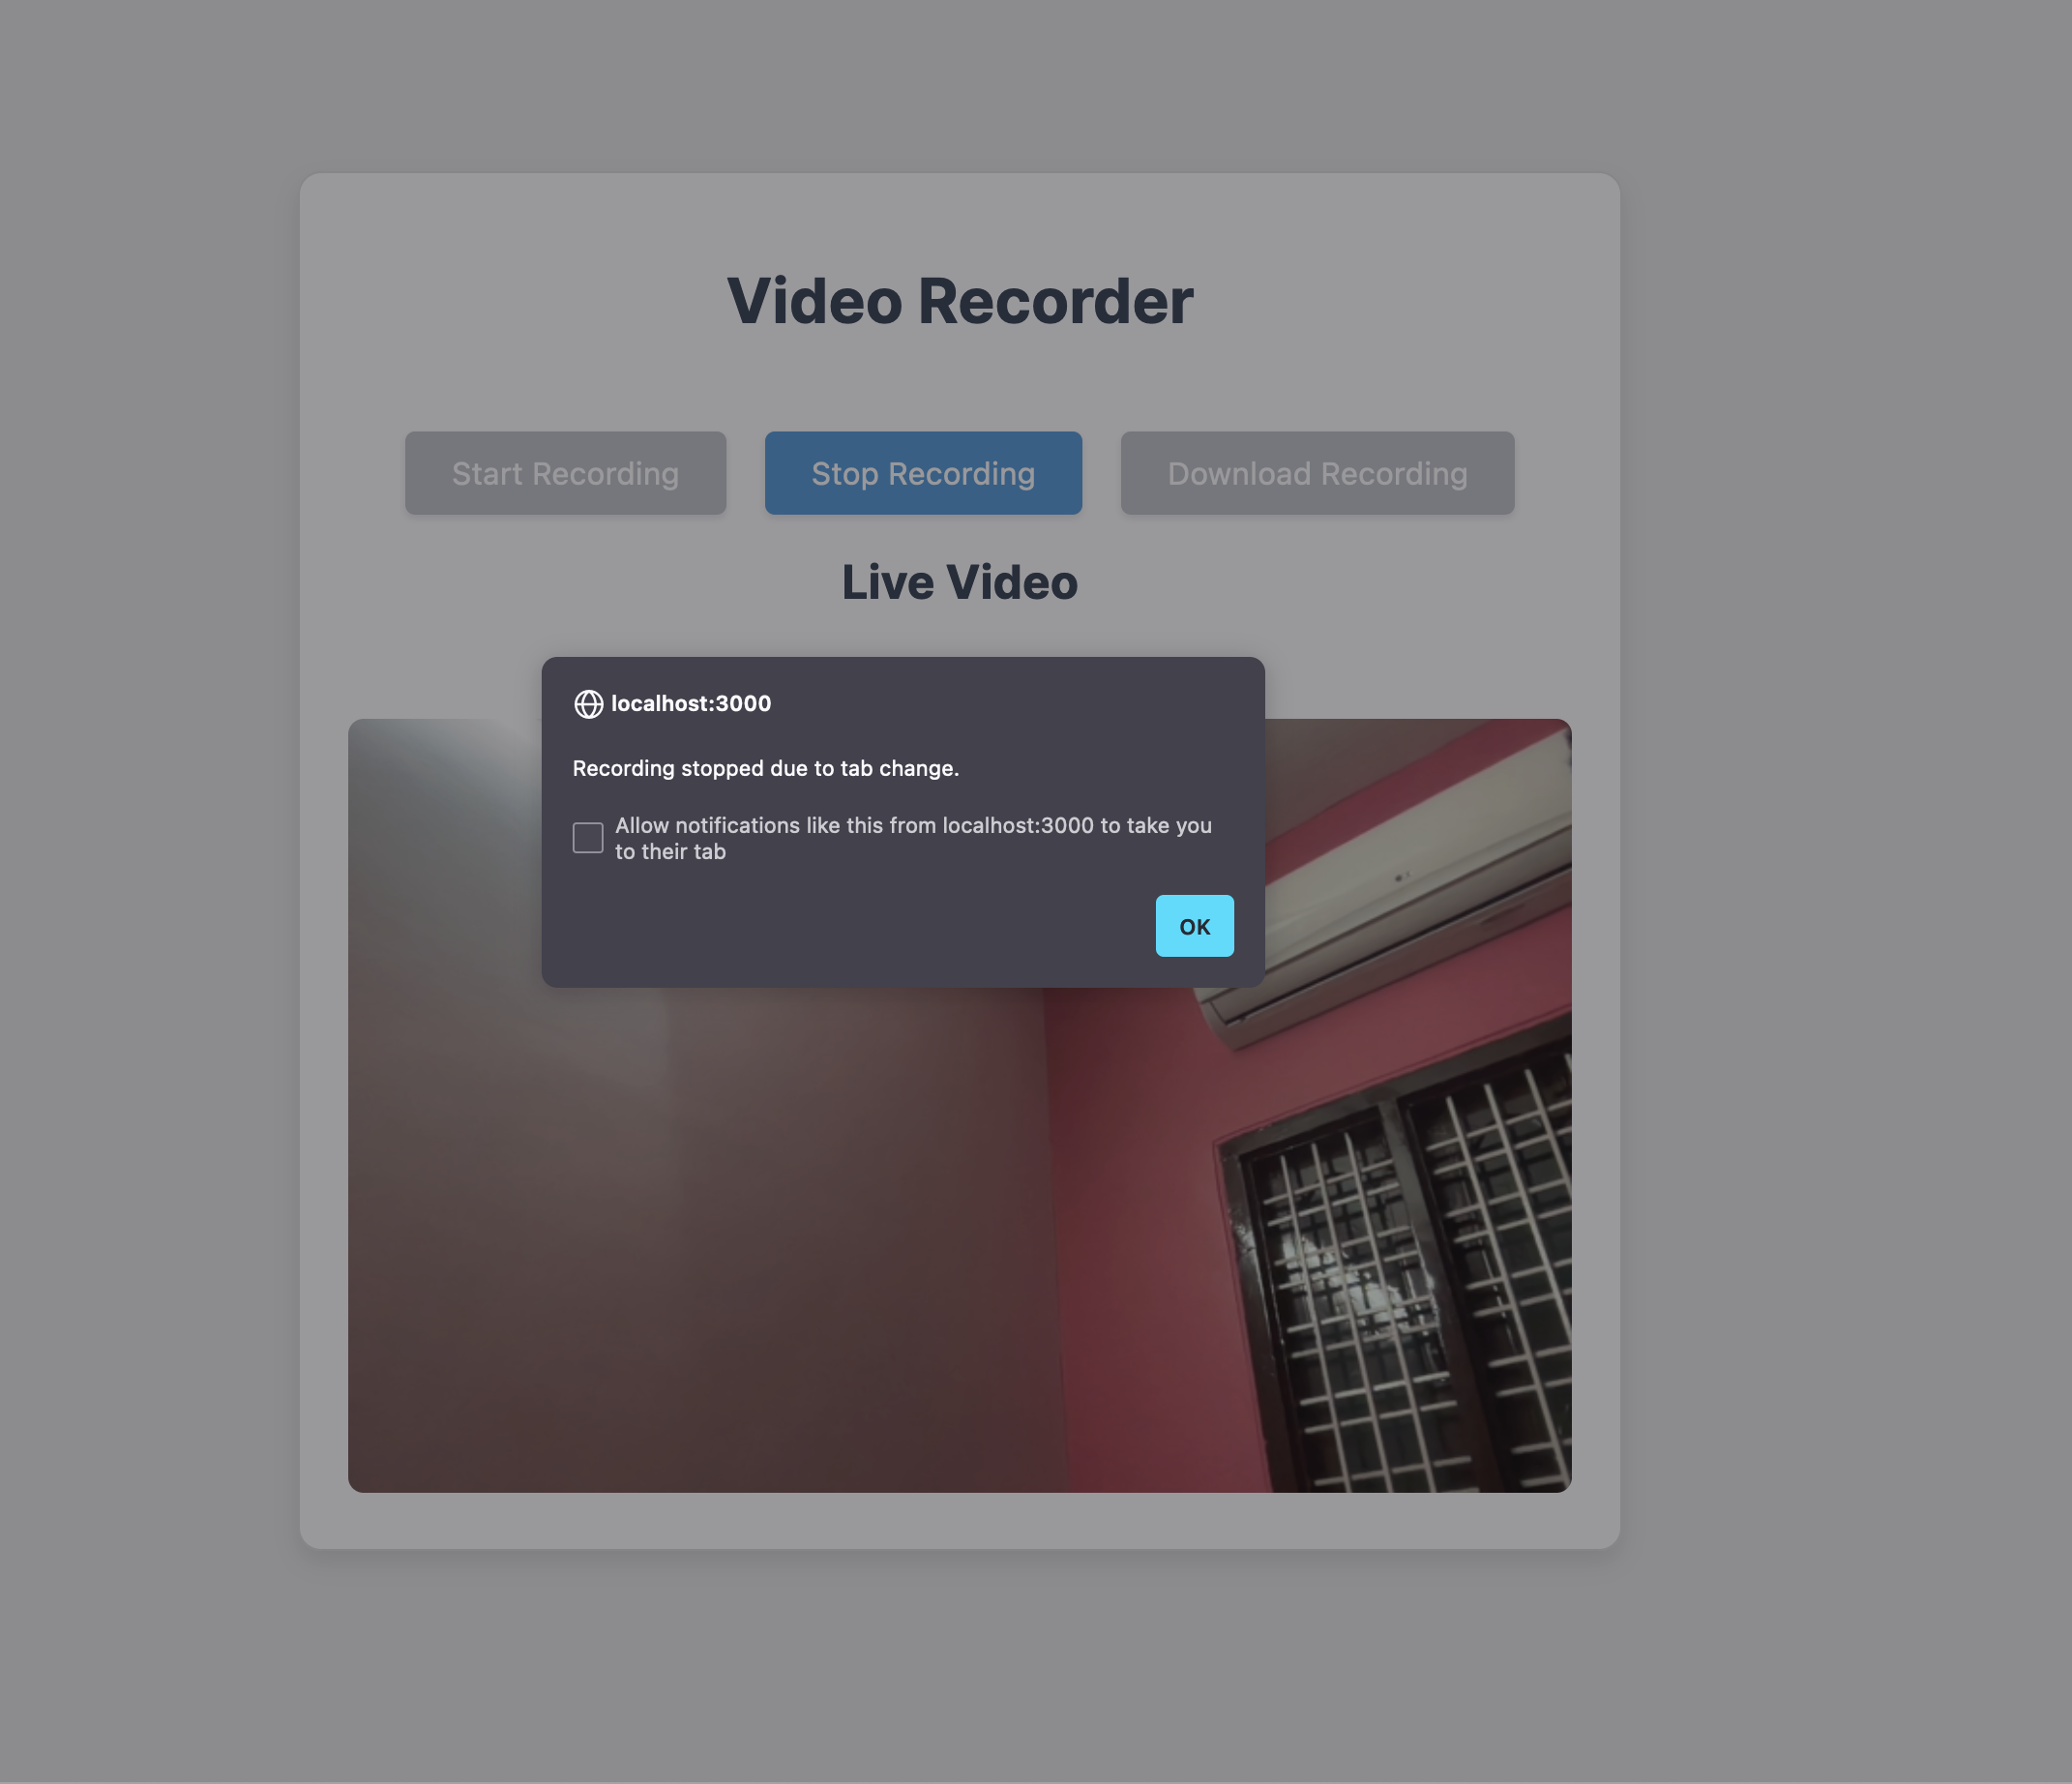 Video Recorder
Start Recording
Stop Recording
Download Recording
Live Video
localhost:3000
Recording stopped due to tab change.
Allow notifications like this from localhost:3000 to take you
to their tab
OK